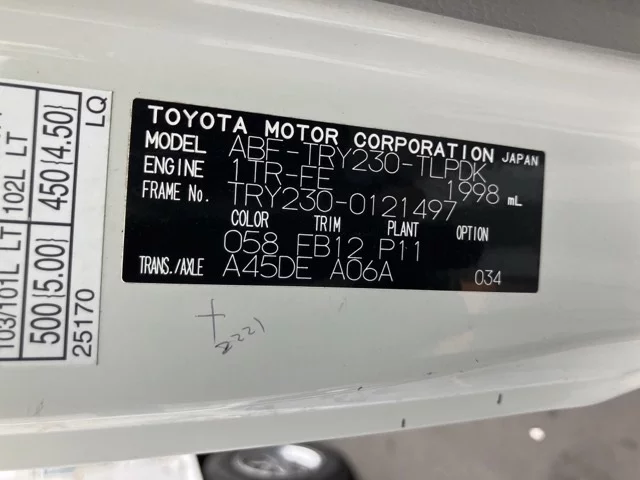 TOYOTA MOTOR CORPORATION JAPAN
MODEL ABF-TRY230-TLPDK
ENGINE 1TR-FE 1998 mL
FRAME No. TRY230-0121497
COLOR TRIM PLANT OPTION
058 FB12 P11
TRANS./AXLE A45DE A06A 034
103/101L LT 102L LT
500{5.00} 450{4.50}
25170 LQ
2221